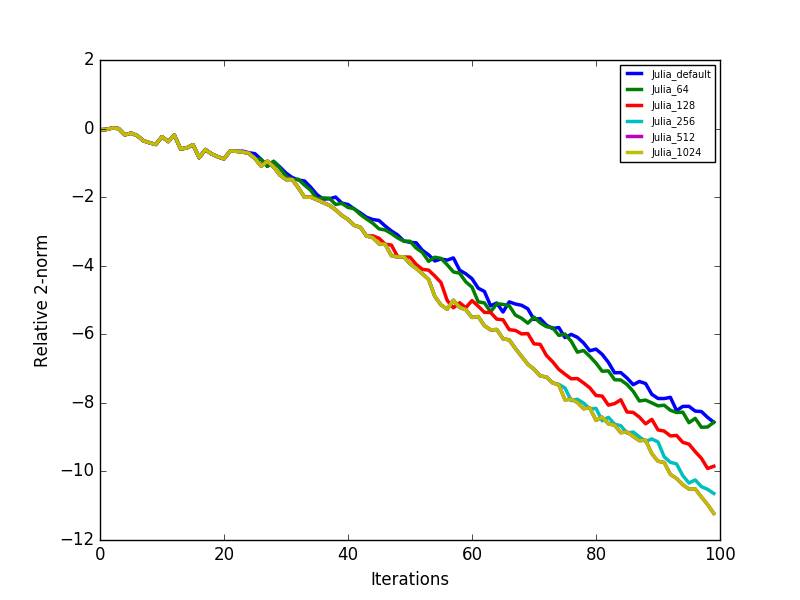 2
0
−2
−4
−6
−8
−10
−12
0 20 40 60 80 100
Relative 2-norm
Iterations
Julia_default
Julia_64
Julia_128
Julia_256
Julia_512
Julia_1024